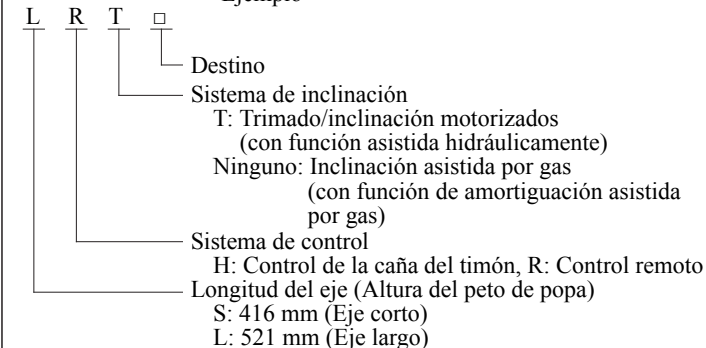 Ejemplo
L R T □
Destino
Sistema de inclinación
T: Trimado/inclinación motorizados
(con función asistida hidráulicamente)
Ninguno: Inclinación asistida por gas
(con función de amortiguación asistida
por gas)
Sistema de control
H: Control de la caña del timón, R: Control remoto
Longitud del eje (Altura del peto de popa)
S: 416 mm (Eje corto)
L: 521 mm (Eje largo)